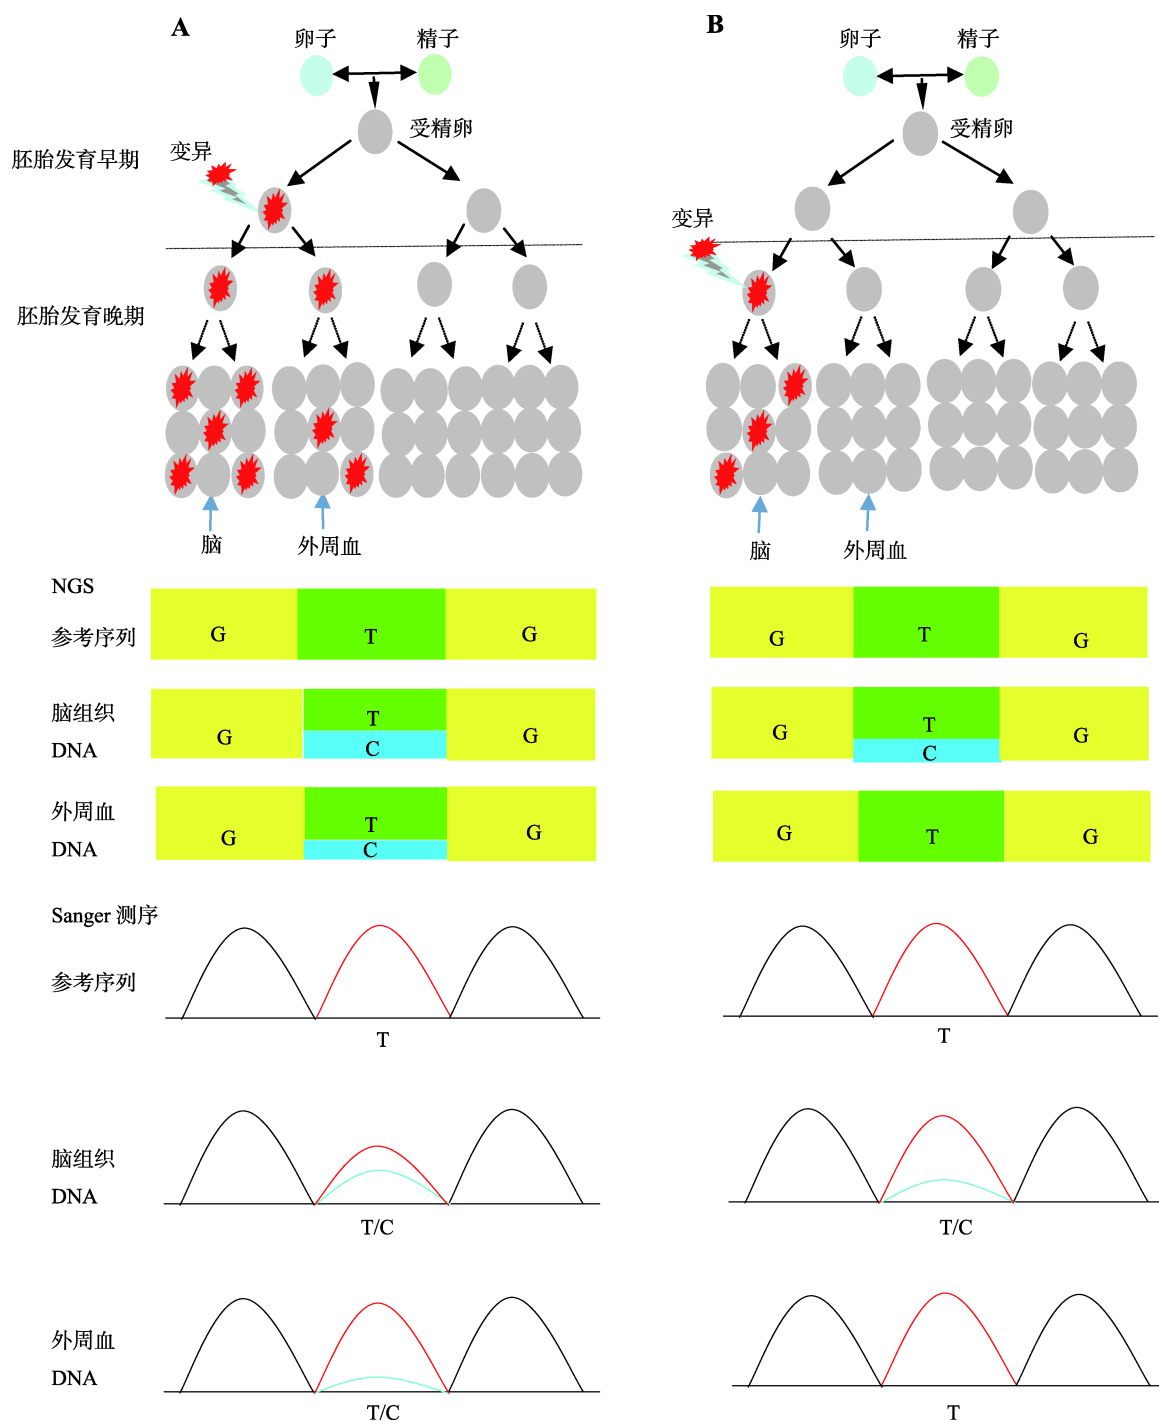 A
B
卵子
精子
卵子
精子
受精卵
受精卵
胚胎发育早期
变异
变异
胚胎发育晚期
脑
外周血
脑
外周血
NGS
参考序列
G
T
G
G
T
G
脑组织
DNA
G
T
C
G
G
T
C
G
外周血
DNA
G
T
C
G
G
T
G
Sanger 测序
参考序列
T
T
脑组织
DNA
T/C
T/C
外周血
DNA
T/C
T